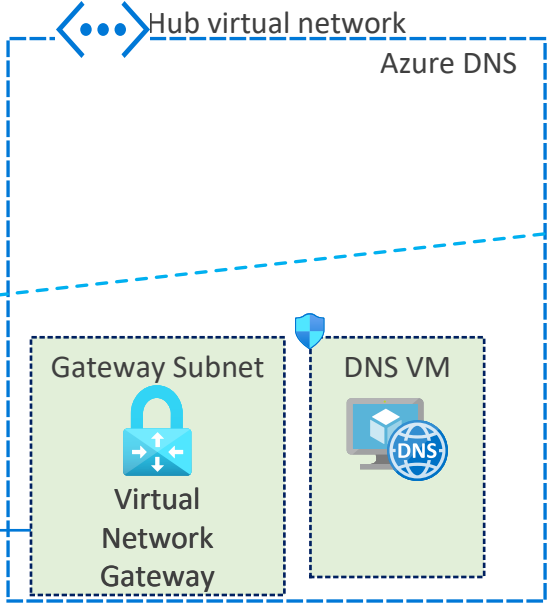 Hub virtual network
Azure DNS
Gateway Subnet
Virtual
Network
Gateway
DNS VM
DNS